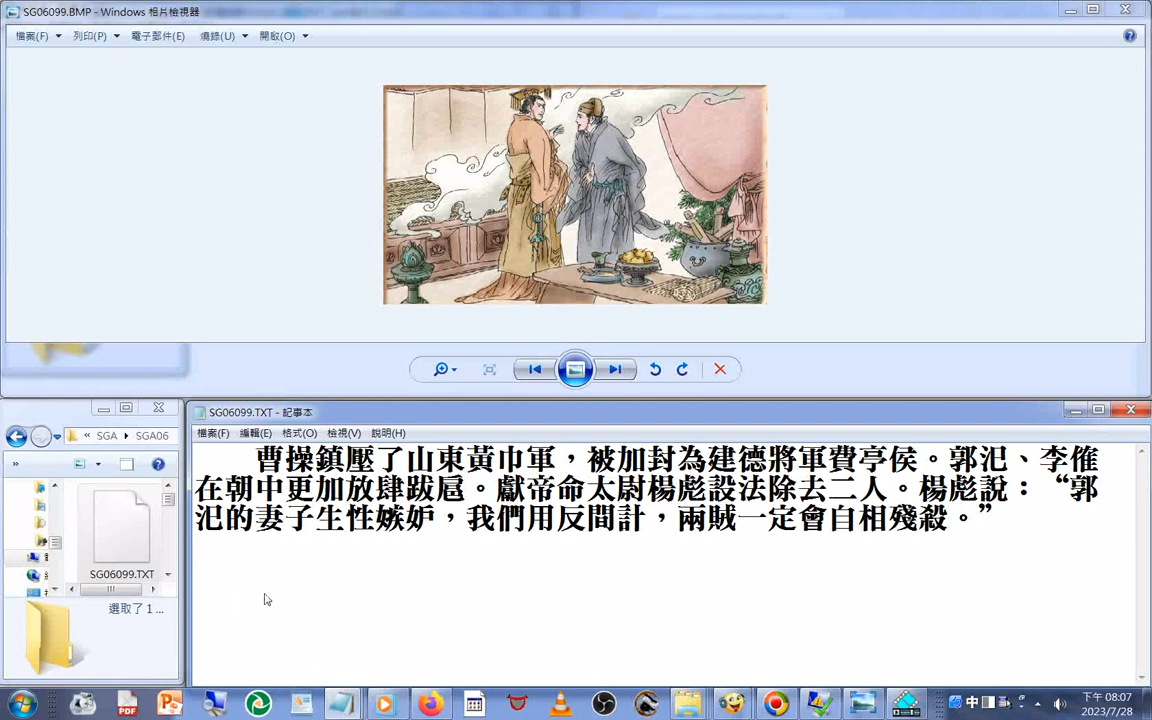 SG06099.BMP - Windows 相片檢視器
檔案(F) 列印(P) 電子郵件(E) 燒錄(U) 開啟(O)
« SGA ▸ SGA06
»
SG06099.TXT
選取了 1 ...
SG06099.TXT - 記事本
檔案(F) 編輯(E) 格式(O) 檢視(V) 說明(H)
曹操鎮壓了山東黃巾軍，被加封為建德將軍費亭侯。郭汜、李傕
在朝中更加放肆跋扈。獻帝命太尉楊彪設法除去二人。楊彪說：“郭
汜的妻子生性嫉妒，我們用反間計，兩賊一定會自相殘殺。”
PDF
中
下午 08:07
2023/7/28